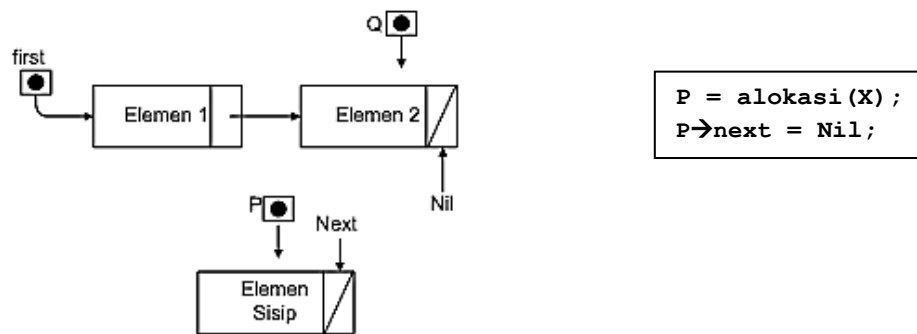 Q
first
Elemen 1
Elemen 2
Nil
P
Next
Elemen
Sisip
P = alokasi(X);
P→next = Nil;